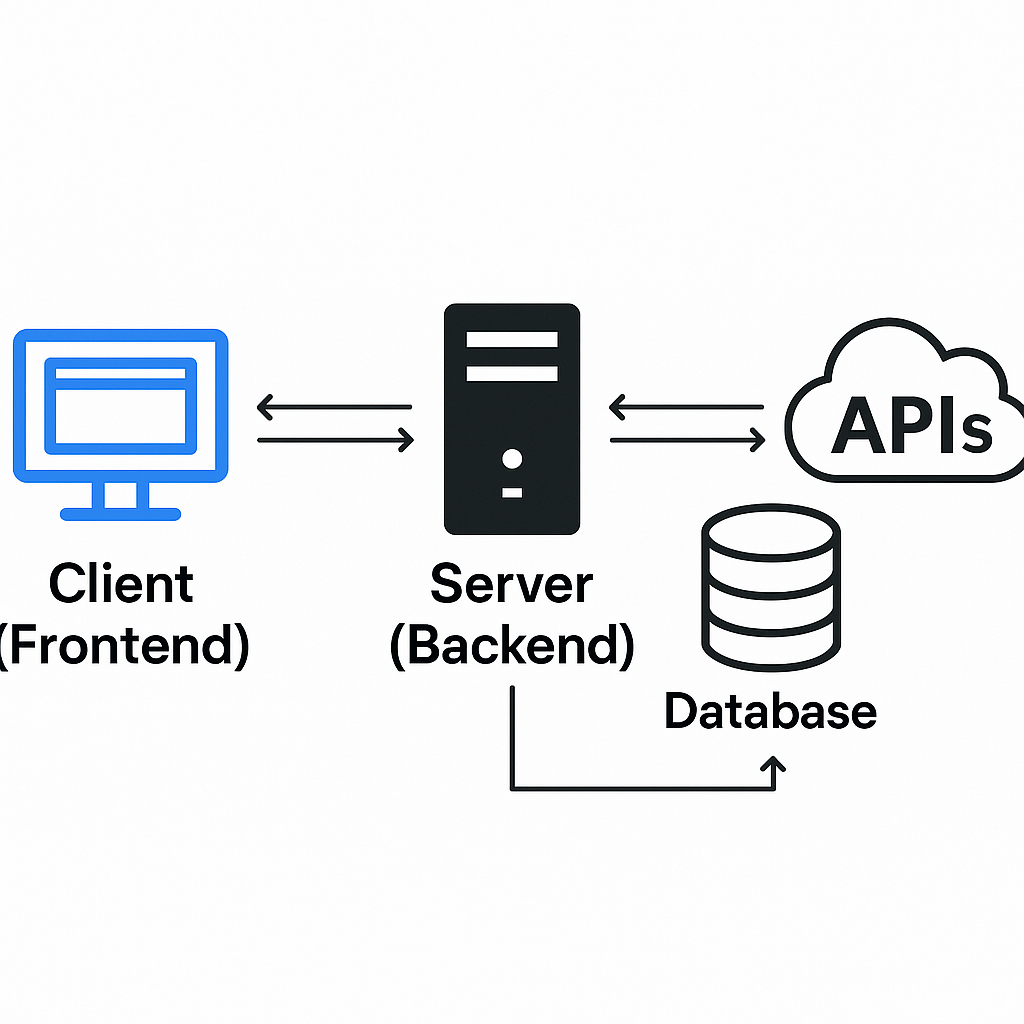 Client
(Frontend)
Server
(Backend)
APIs
Database